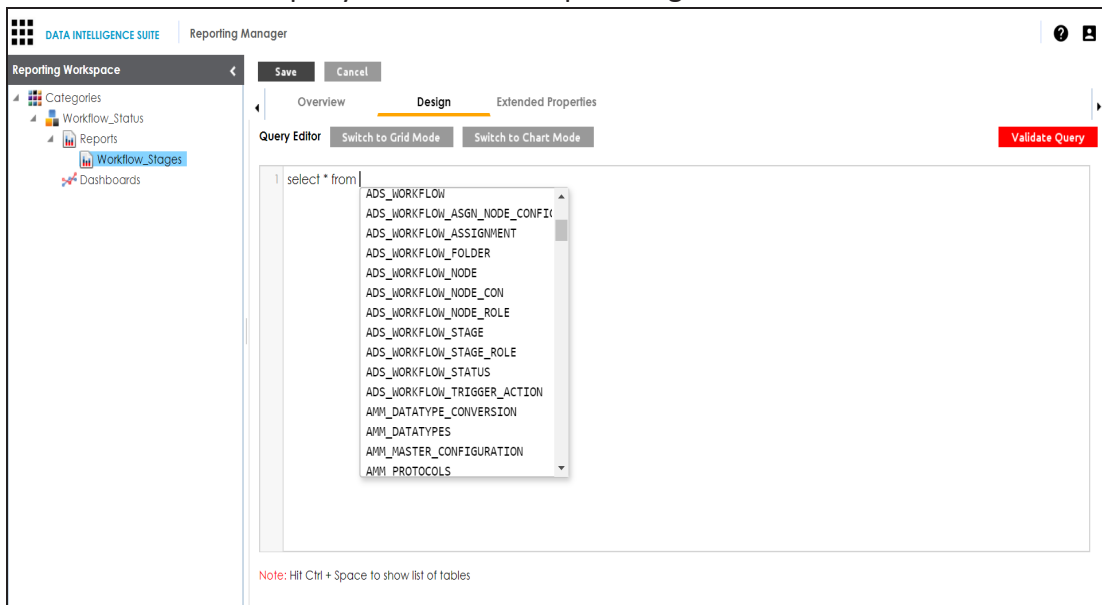 DATA INTELLIGENCE SUITE Reporting Manager
Reporting Workspace
Save Cancel
Categories
Workflow_Status
Reports
Workflow_Stages
Dashboards
Overview Design Extended Properties
Query Editor Switch to Grid Mode Switch to Chart Mode Validate Query
1 select * from
ADS_WORKFLOW
ADS_WORKFLOW_ASGN_NODE_CONFI
ADS_WORKFLOW_ASSIGNMENT
ADS_WORKFLOW_FOLDER
ADS_WORKFLOW_NODE
ADS_WORKFLOW_NODE_CON
ADS_WORKFLOW_NODE_ROLE
ADS_WORKFLOW_STAGE
ADS_WORKFLOW_STAGE_ROLE
ADS_WORKFLOW_STATUS
ADS_WORKFLOW_TRIGGER_ACTION
AMM_DATATYPE_CONVERSION
AMM_DATATYPES
AMM_MASTER_CONFIGURATION
AMM_PROTOCOLS
Note: Hit Ctrl + Space to show list of tables